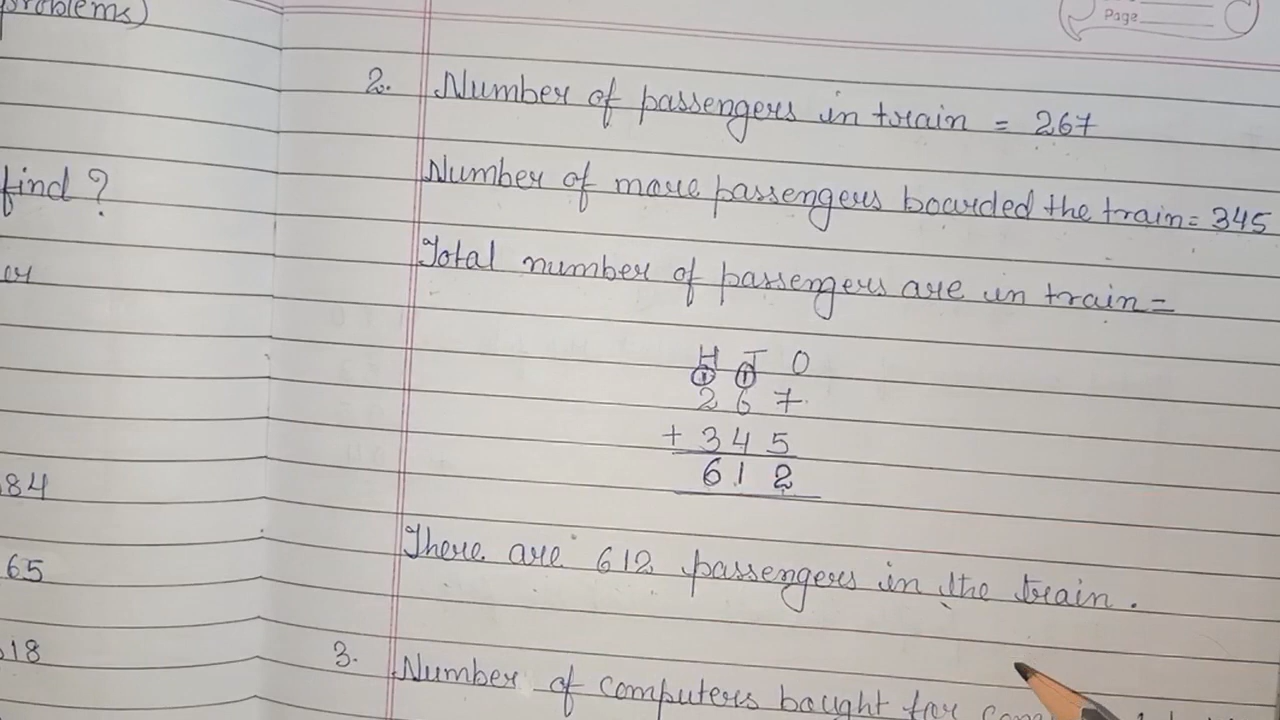 problems)
find ?
84
65
18
Page
2. Number of passengers in train = 267
Number of more passengers boarded the train = 345
Total number of passengers are in train =
H T O
1 1
2 6 7
+ 3 4 5
6 1 2
There are 612 passengers in the train.
3. Number of computers bought for